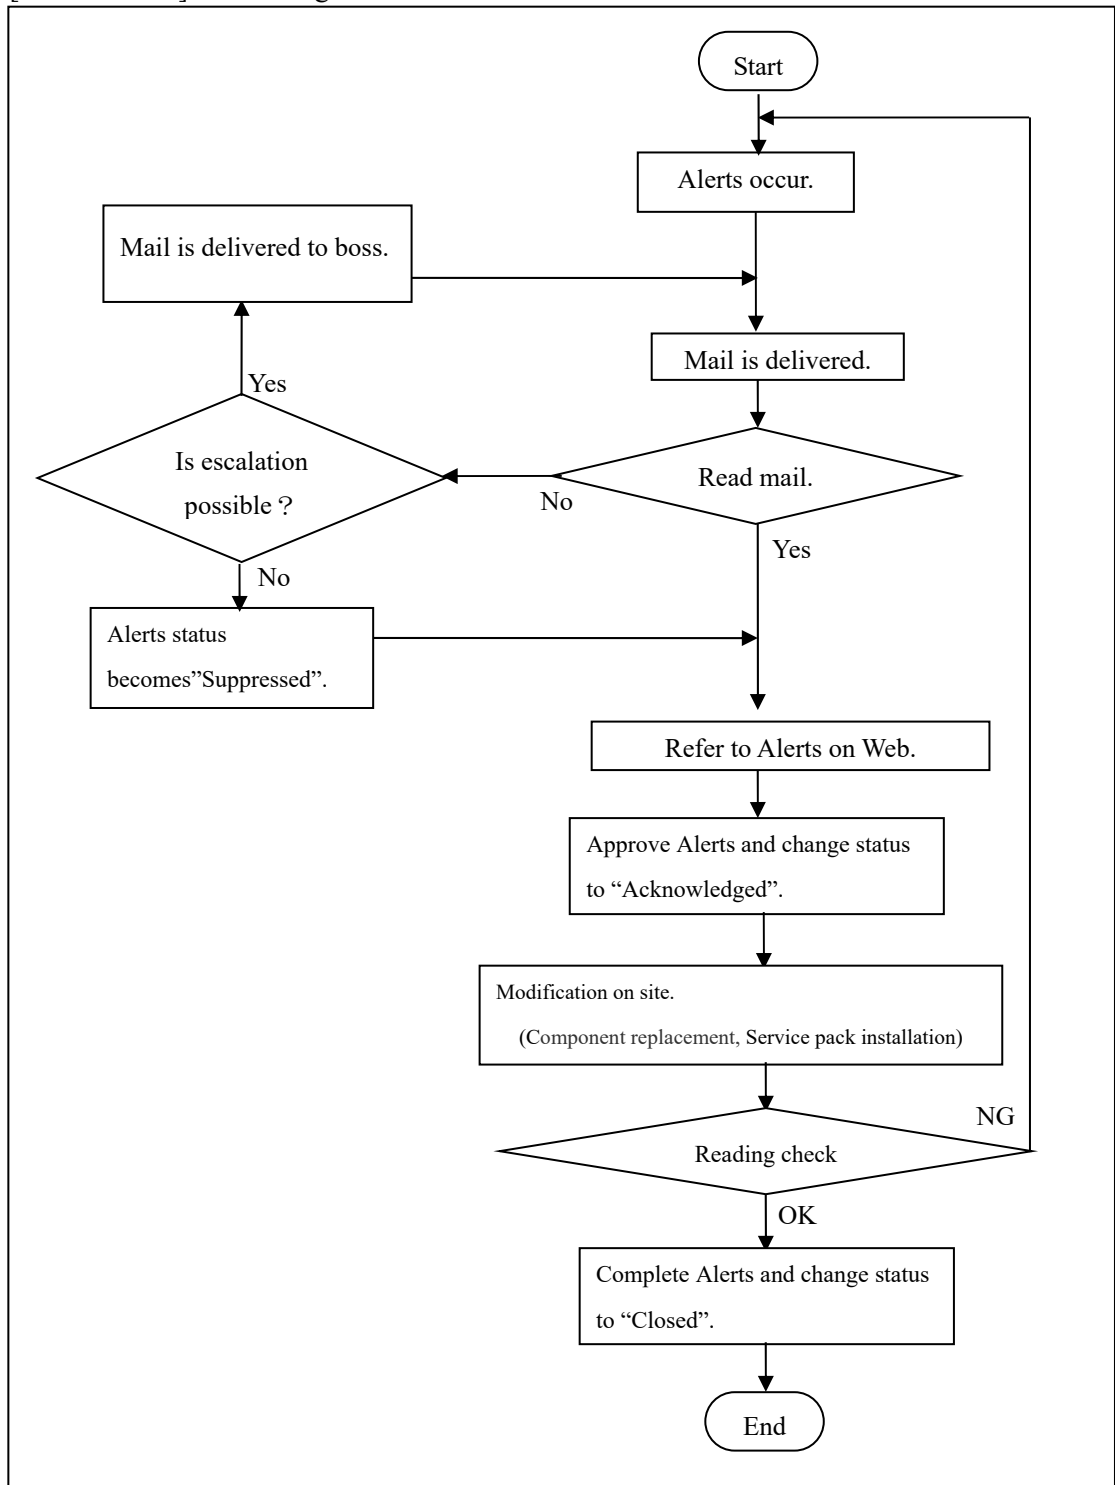 Start
Alerts occur.
Mail is delivered to boss.
Mail is delivered.
Yes
Is escalation
possible？
Read mail.
No
Yes
No
Alerts status
becomes”Suppressed”.
Refer to Alerts on Web.
Approve Alerts and change status
to “Acknowledged”.
Modification on site.
(Component replacement, Service pack installation)
NG
Reading check
OK
Complete Alerts and change status
to “Closed”.
End